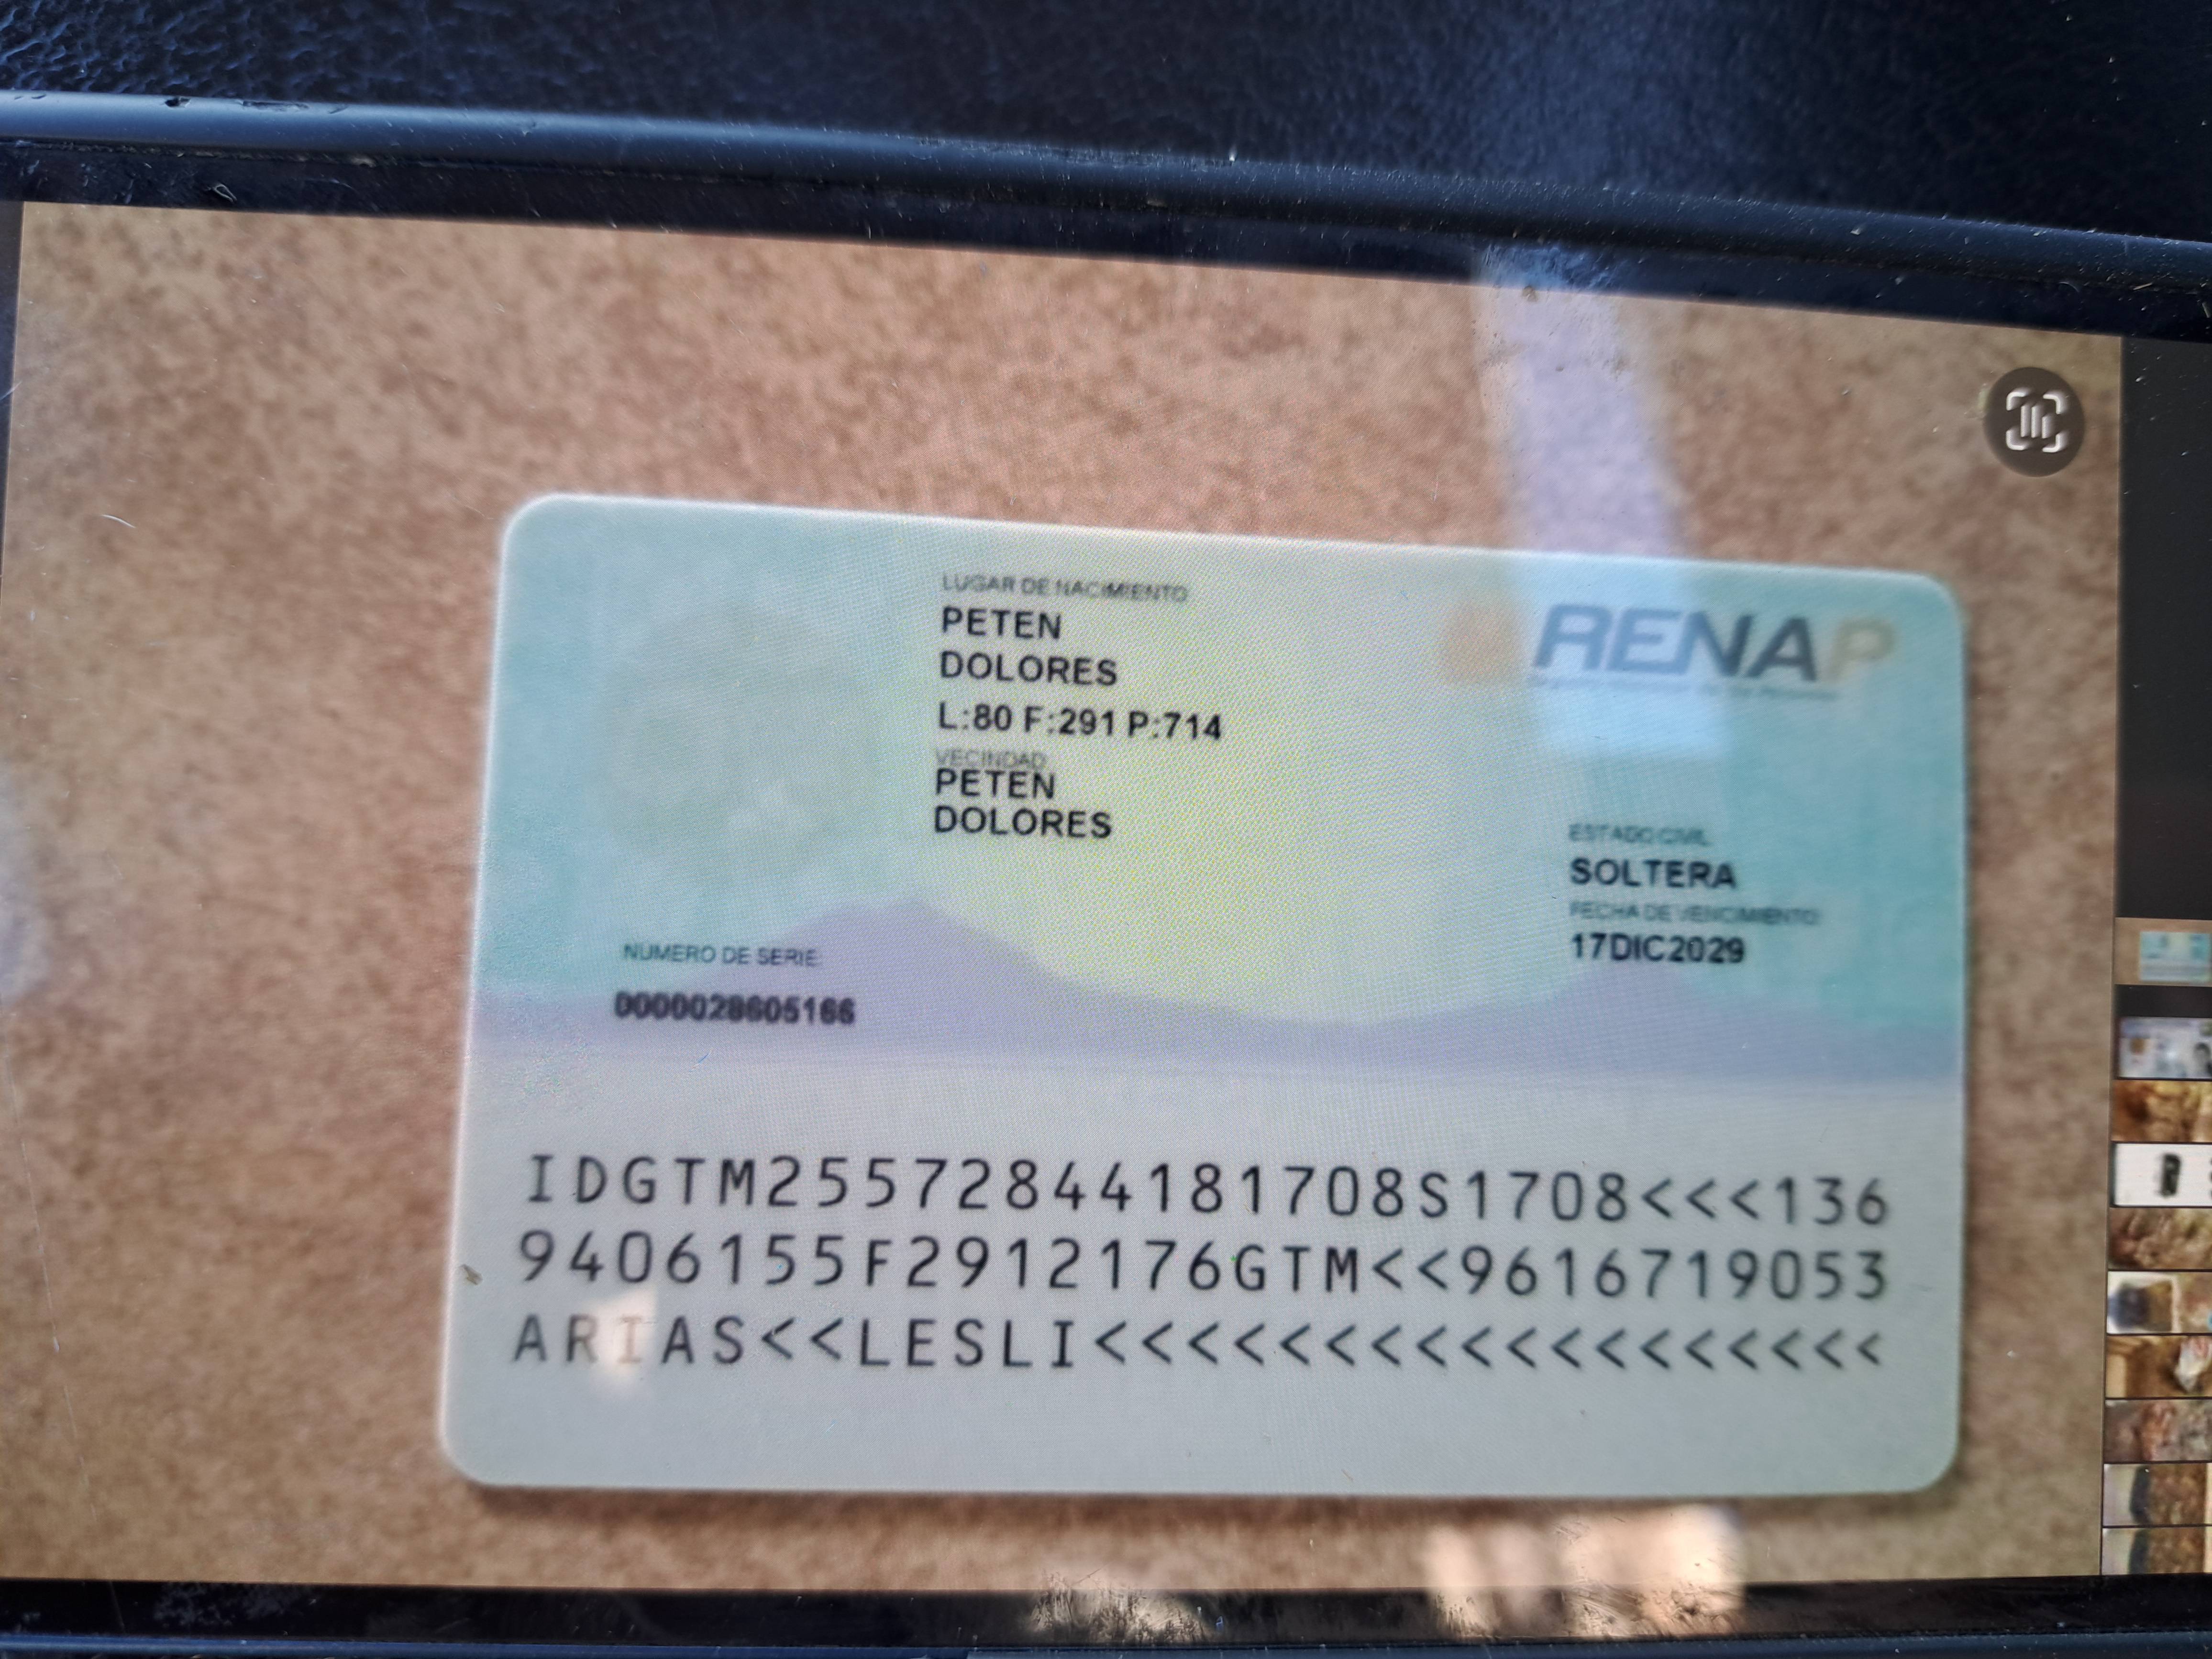 LUGAR DE NACIMIENTO
PETEN
DOLORES
L:80 F:291 P:714
VECINDAD
PETEN
DOLORES
RENAP
ESTADO CIVIL
SOLTERA
FECHA DE VENCIMIENTO
17DIC2029
NUMERO DE SERIE:
0000028605166
IDGTM25572844181708S1708<<<136
9406155F2912176GTM<<9616719053
ARIAS<<LESLI<<<<<<<<<<<<<<<<<<